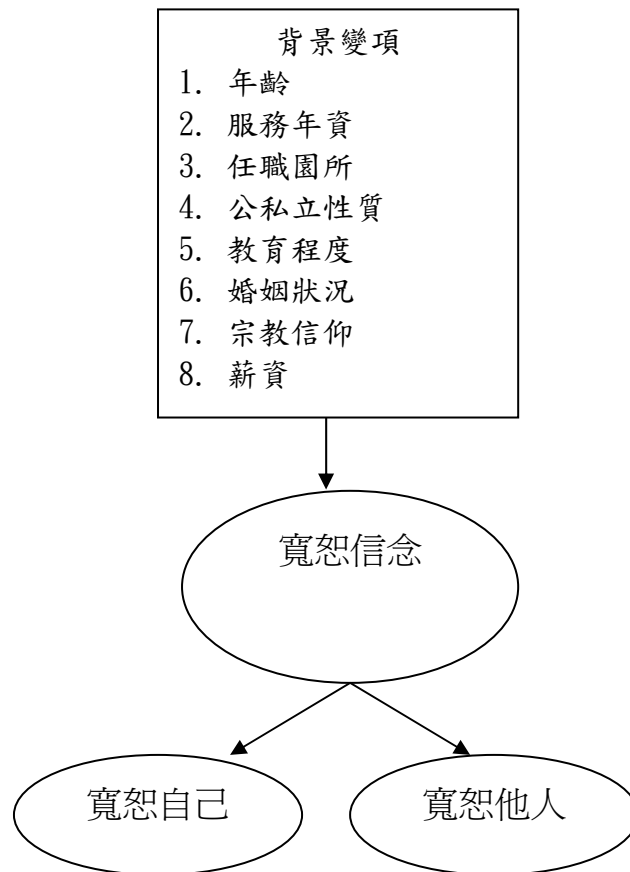 背景變項
1. 年齡
2. 服務年資
3. 任職園所
4. 公私立性質
5. 教育程度
6. 婚姻狀況
7. 宗教信仰
8. 薪資
寬恕信念
寬恕自己
寬恕他人